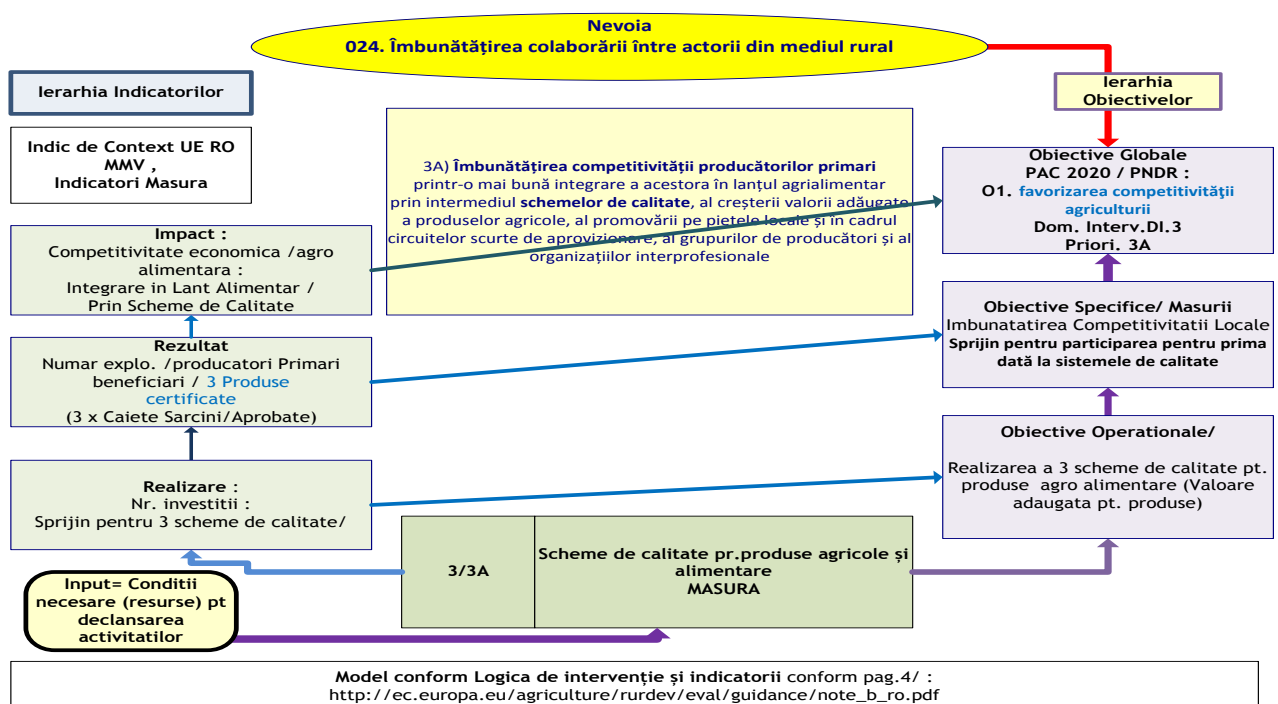 Nevoia
024. Îmbunătățirea colaborării între actorii din mediul rural
Ierarhia Indicatorilor
Ierarhia
Obiectivelor
Indic de Context UE RO
MMV ,
Indicatori Masura
3A) Îmbunătățirea competitivității producătorilor primari
printr-o mai bună integrare a acestora în lanțul agrialimentar
prin intermediul schemelor de calitate, al creșterii valorii adăugate
a produselor agricole, al promovării pe piețele locale și în cadrul
circuitelor scurte de aprovizionare, al grupurilor de producători și al
organizațiilor interprofesionale
Obiective Globale
PAC 2020 / PNDR :
O1. favorizarea competitivităţii
agriculturii
Dom. Interv.DI.3
Priori. 3A
Impact :
Competitivitate economica /agro
alimentara :
Integrare in Lant Alimentar /
Prin Scheme de Calitate
Obiective Specifice/ Masurii
Imbunatatirea Competitivitatii Locale
Sprijin pentru participarea pentru prima
dată la sistemele de calitate
Rezultat
Numar explo. /producatori Primari
beneficiari / 3 Produse
certificate
(3 x Caiete Sarcini/Aprobate)
Obiective Operationale/
Realizarea a 3 scheme de calitate pt.
produse agro alimentare (Valoare
adaugata pt. produse)
Realizare :
Nr. investitii :
Sprijin pentru 3 scheme de calitate/
3/3A
Scheme de calitate pr.produse agricole și
alimentare
MASURA
Input= Conditii
necesare (resurse) pt
declansarea
activitatilor
Model conform Logica de intervenție și indicatorii conform pag.4/ :
http://ec.europa.eu/agriculture/rurdev/eval/guidance/note_b_ro.pdf